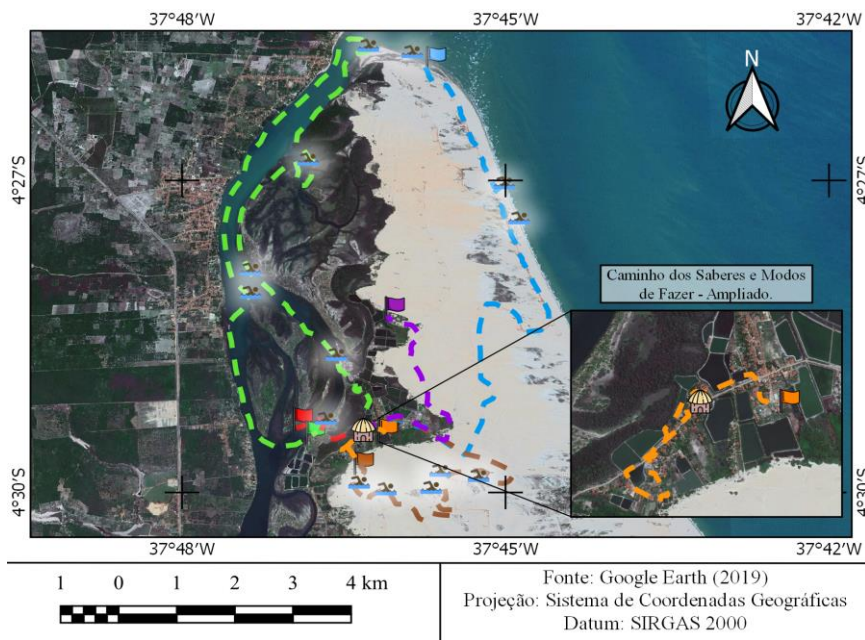 37°48'W 37°45'W 37°42'W
N
4°27'S 4°27'S
Caminho dos Saberes e Modos
de Fazer - Ampliado.
4°30'S 4°30'S
37°48'W 37°45'W 37°42'W
1 0 1 2 3 4 km
Fonte: Google Earth (2019)
Projeção: Sistema de Coordenadas Geográficas
Datum: SIRGAS 2000